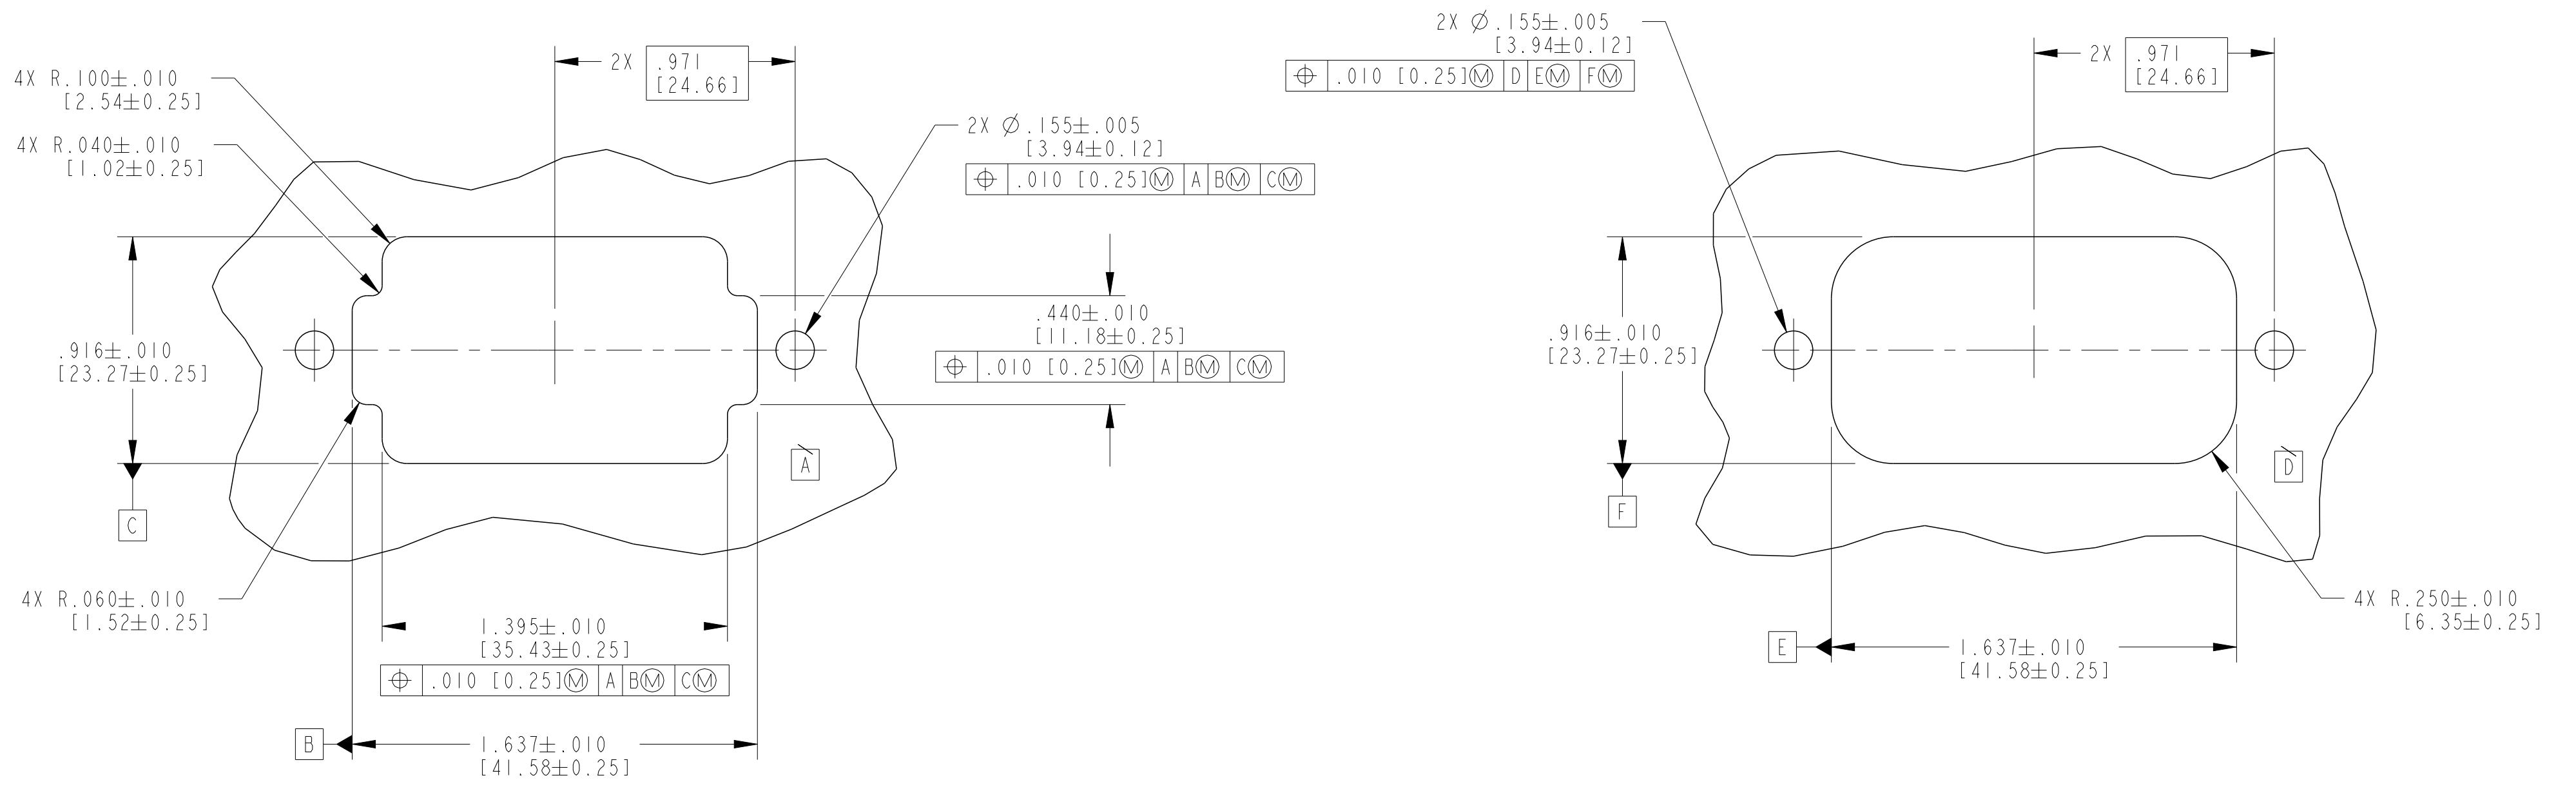 4X R.100±.010
[2.54±0.25]
4X R.040±.010
[1.02±0.25]
2X .971
[24.66]
2X ∅.155±.005
[3.94±0.12]
⌖ .010 [0.25]Ⓜ A BⓂ CⓂ
.916±.010
[23.27±0.25]
C
.440±.010
[11.18±0.25]
⌖ .010 [0.25]Ⓜ A BⓂ CⓂ
A
4X R.060±.010
[1.52±0.25]
1.395±.010
[35.43±0.25]
⌖ .010 [0.25]Ⓜ A BⓂ CⓂ
B
1.637±.010
[41.58±0.25]
2X ∅.155±.005
[3.94±0.12]
⌖ .010 [0.25]Ⓜ D EⓂ FⓂ
2X .971
[24.66]
.916±.010
[23.27±0.25]
F
D
4X R.250±.010
[6.35±0.25]
E
1.637±.010
[41.58±0.25]